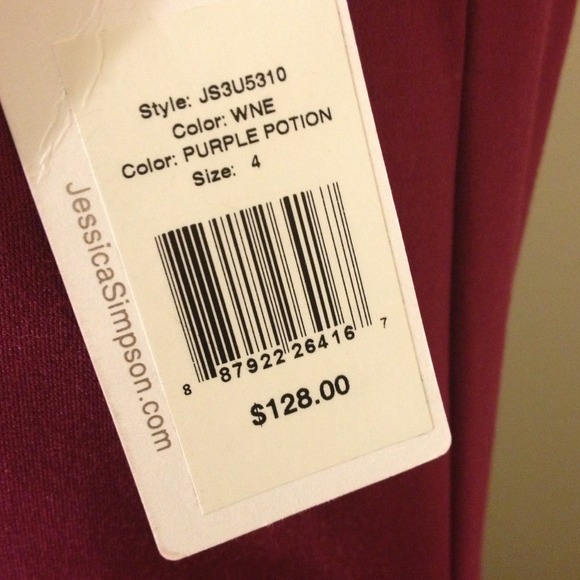 Style: JS3U5310
Color: WNE
Color: PURPLE POTION
Size: 4
8 87922 26416 7
$128.00
JessicaSimpson.com